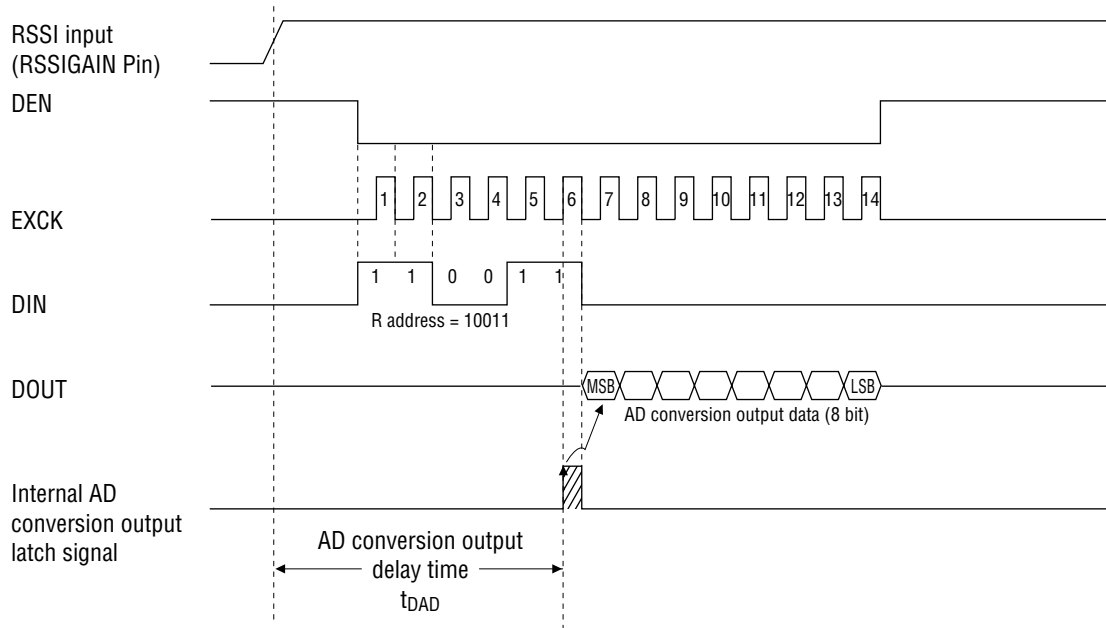 RSSI input
(RSSIGAIN Pin)
DEN
EXCK
1 2 3 4 5 6 7 8 9 10 11 12 13 14
DIN
1 1 0 0 1 1
R address = 10011
DOUT
MSB LSB
AD conversion output data (8 bit)
Internal AD
conversion output
latch signal
AD conversion output
delay time
tDAD